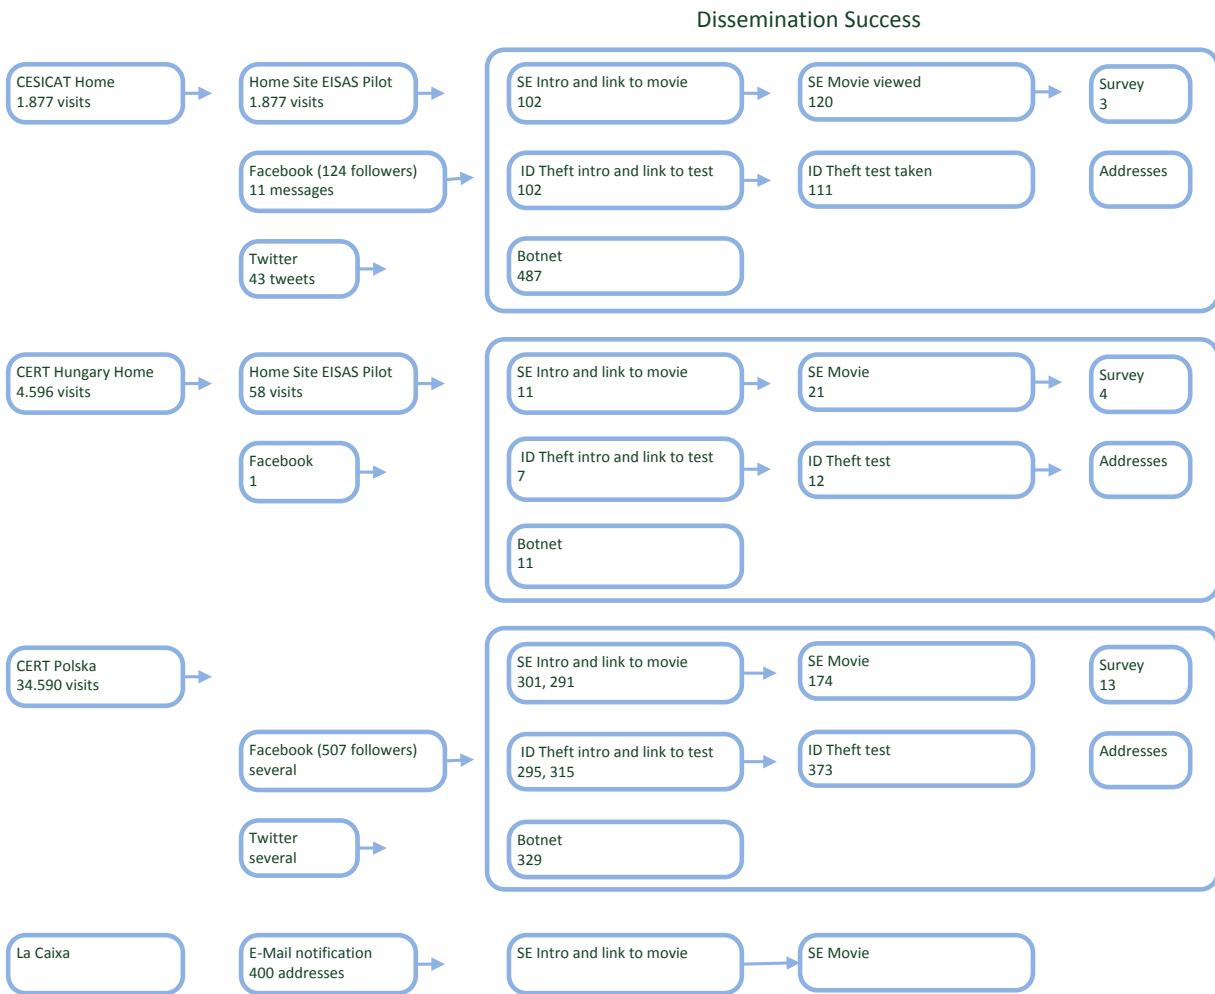 Dissemination Success
CESICAT Home
1.877 visits
Home Site EISAS Pilot
1.877 visits
SE Intro and link to movie
102
SE Movie viewed
120
Survey
3
Facebook (124 followers)
11 messages
ID Theft intro and link to test
102
ID Theft test taken
111
Addresses
Twitter
43 tweets
Botnet
487
CERT Hungary Home
4.596 visits
Home Site EISAS Pilot
58 visits
SE Intro and link to movie
11
SE Movie
21
Survey
4
Facebook
1
ID Theft intro and link to test
7
ID Theft test
12
Addresses
Botnet
11
CERT Polska
34.590 visits
SE Intro and link to movie
301, 291
SE Movie
174
Survey
13
Facebook (507 followers)
several
ID Theft intro and link to test
295, 315
ID Theft test
373
Addresses
Twitter
several
Botnet
329
La Caixa
E-Mail notification
400 addresses
SE Intro and link to movie
SE Movie